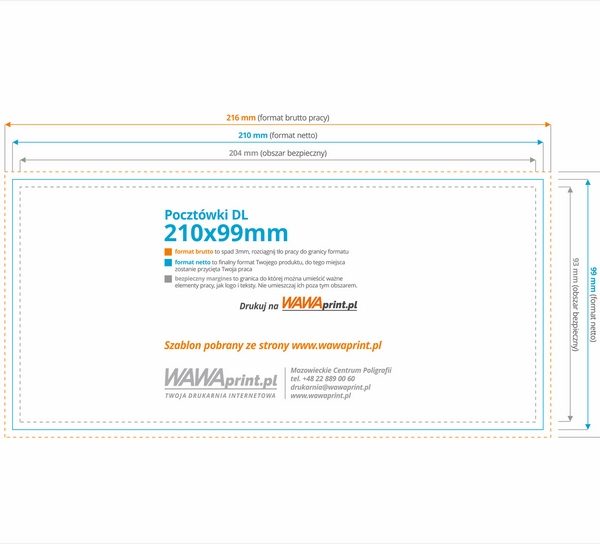 216 mm (format brutto pracy)
210 mm (format netto)
204 mm (obszar bezpieczny)
Pocztówki DL
210x99mm
format brutto to spad 3mm, rozciągnij tło pracy do granicy formatu
format netto to finalny format Twojego produktu, do tego miejsca
zostanie przycięta Twoja praca
bezpieczny margines to granica do której można umieścić ważne
elementy pracy, jak logo i teksty. Nie umieszczaj ich poza tym obszarem.
Drukuj na WAWAprint.pl
Szablon pobrany ze strony www.wawaprint.pl
WAWAprint.pl
TWOJA DRUKARNIA INTERNETOWA
Mazowieckie Centrum Poligrafii
tel. +48 22 889 00 60
drukarnia@wawaprint.pl
www.wawaprint.pl
93 mm (obszar bezpieczny)
99 mm (format netto)